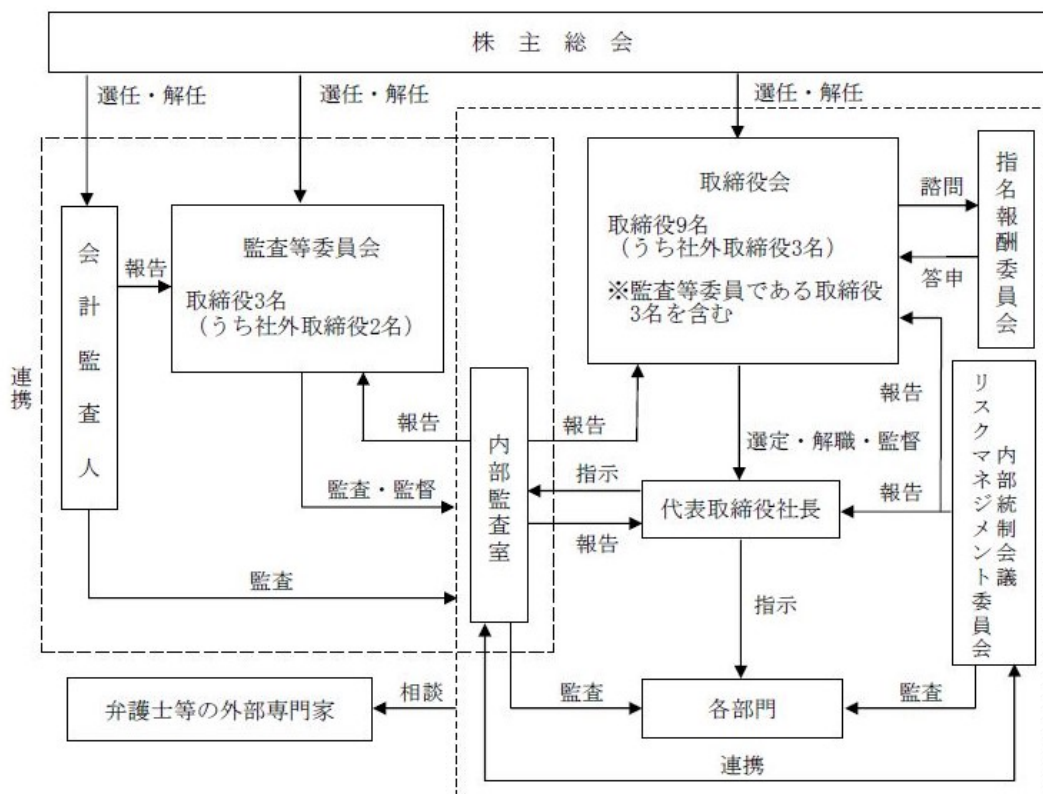 株主総会
選任・解任
選任・解任
選任・解任
取締役会
取締役9名
（うち社外取締役3名）
※監査等委員である取締役
3名を含む
諮問
答申
指名報酬委員会
会計監査人
報告
監査等委員会
取締役3名
（うち社外取締役2名）
連携
報告
内部監査室
報告
報告
選定・解職・監督
監査・監督
指示
代表取締役社長
報告
内部統制会議
リスクマネジメント委員会
報告
監査
指示
弁護士等の外部専門家
相談
監査
各部門
監査
連携